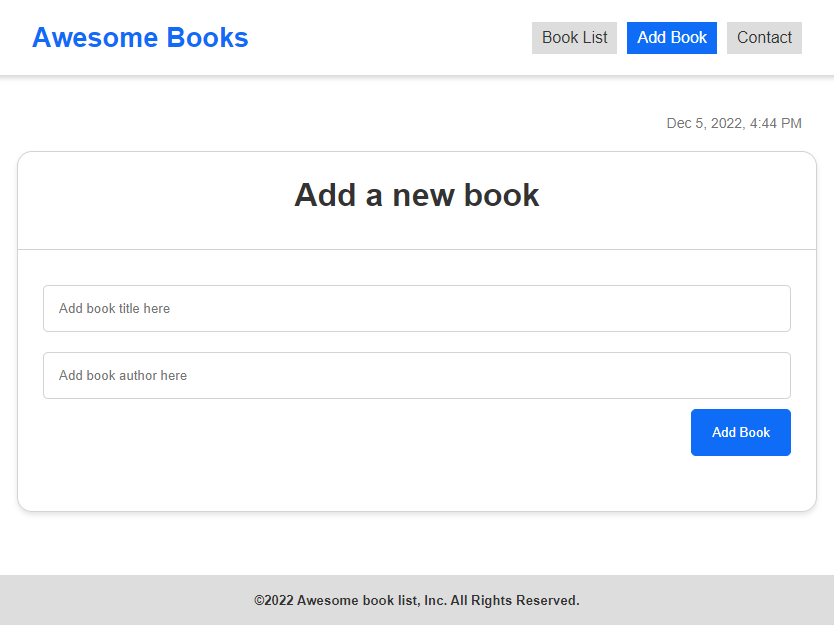 Awesome Books
Book List Add Book Contact
Dec 5, 2022, 4:44 PM
Add a new book
Add book title here
Add book author here
Add Book
©2022 Awesome book list, Inc. All Rights Reserved.